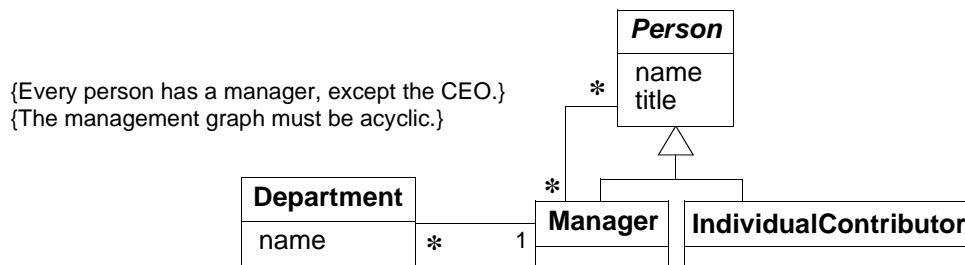 Person
name
title
{Every person has a manager, except the CEO.}
{The management graph must be acyclic.}
*
*
Department
name
*
1
Manager
IndividualContributor